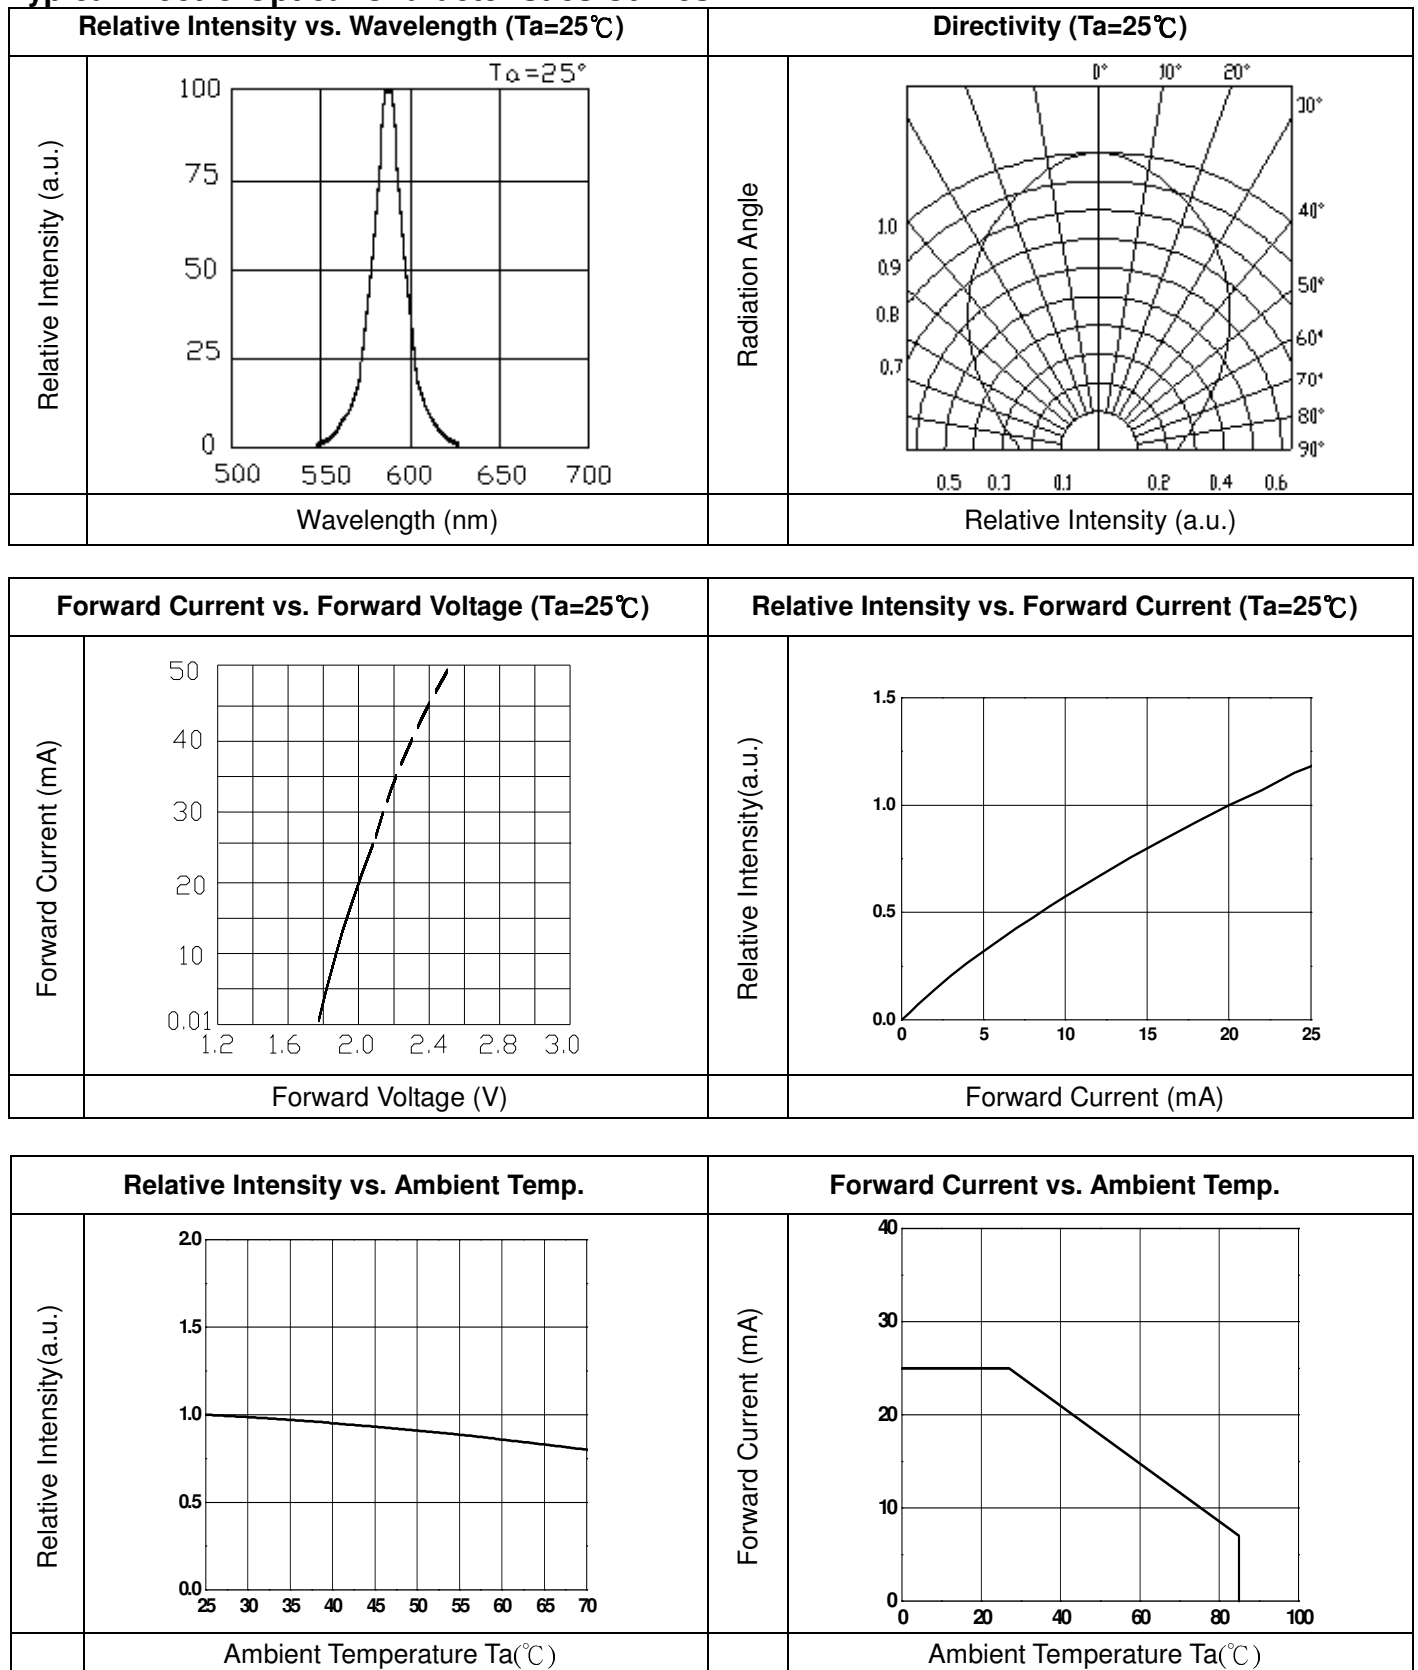 Relative Intensity vs. Wavelength (Ta=25℃)
Directivity (Ta=25℃)
Relative Intensity (a.u.)
Ta=25°
100
75
50
25
0
500 550 600 650 700
Wavelength (nm)
Radiation Angle
0° 10° 20°
30°
40°
50°
60°
70°
80°
90°
1.0
0.9
0.8
0.7
0.5 0.3 0.1 0.2 0.4 0.6
Relative Intensity (a.u.)
Forward Current vs. Forward Voltage (Ta=25℃)
Relative Intensity vs. Forward Current (Ta=25℃)
Forward Current (mA)
50
40
30
20
10
0.01
1.2 1.6 2.0 2.4 2.8 3.0
Forward Voltage (V)
Relative Intensity(a.u.)
1.5
1.0
0.5
0.0
0 5 10 15 20 25
Forward Current (mA)
Relative Intensity vs. Ambient Temp.
Forward Current vs. Ambient Temp.
Relative Intensity(a.u.)
2.0
1.5
1.0
0.5
0.0
25 30 35 40 45 50 55 60 65 70
Ambient Temperature Ta(℃)
Forward Current (mA)
40
30
20
10
0
0 20 40 60 80 100
Ambient Temperature Ta(℃)